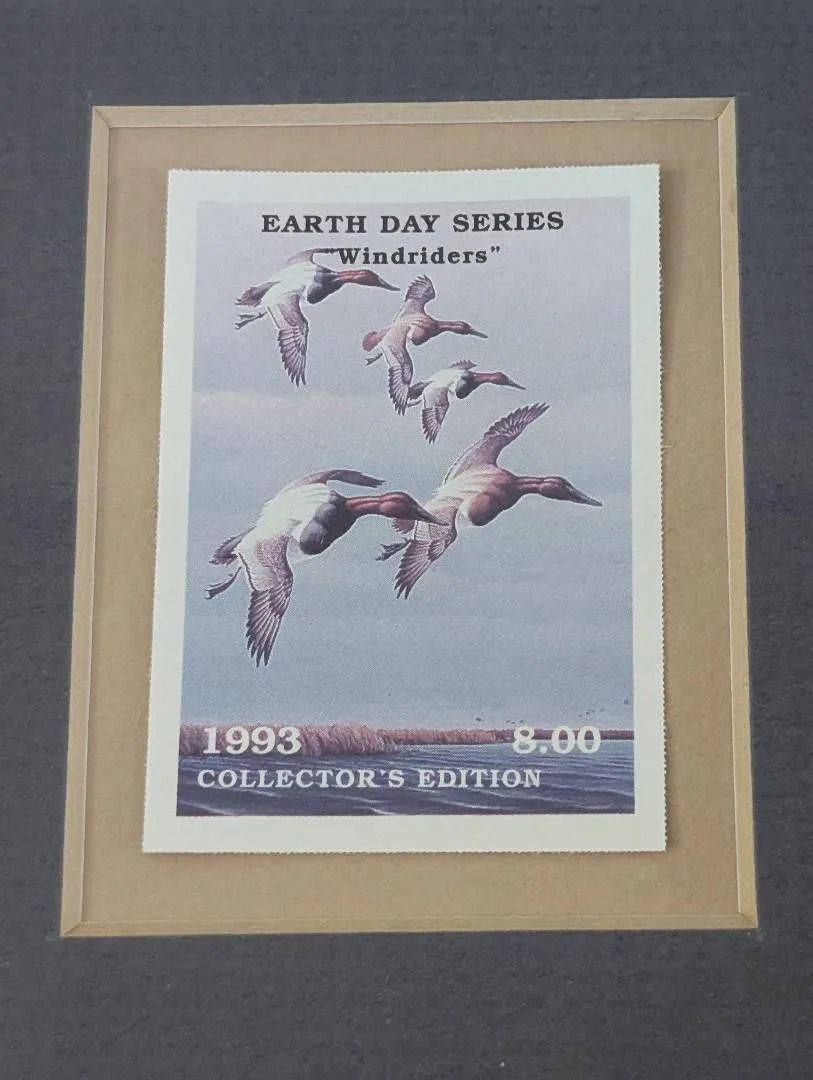 EARTH DAY SERIES
"Windriders"
1993 8.00
COLLECTOR'S EDITION